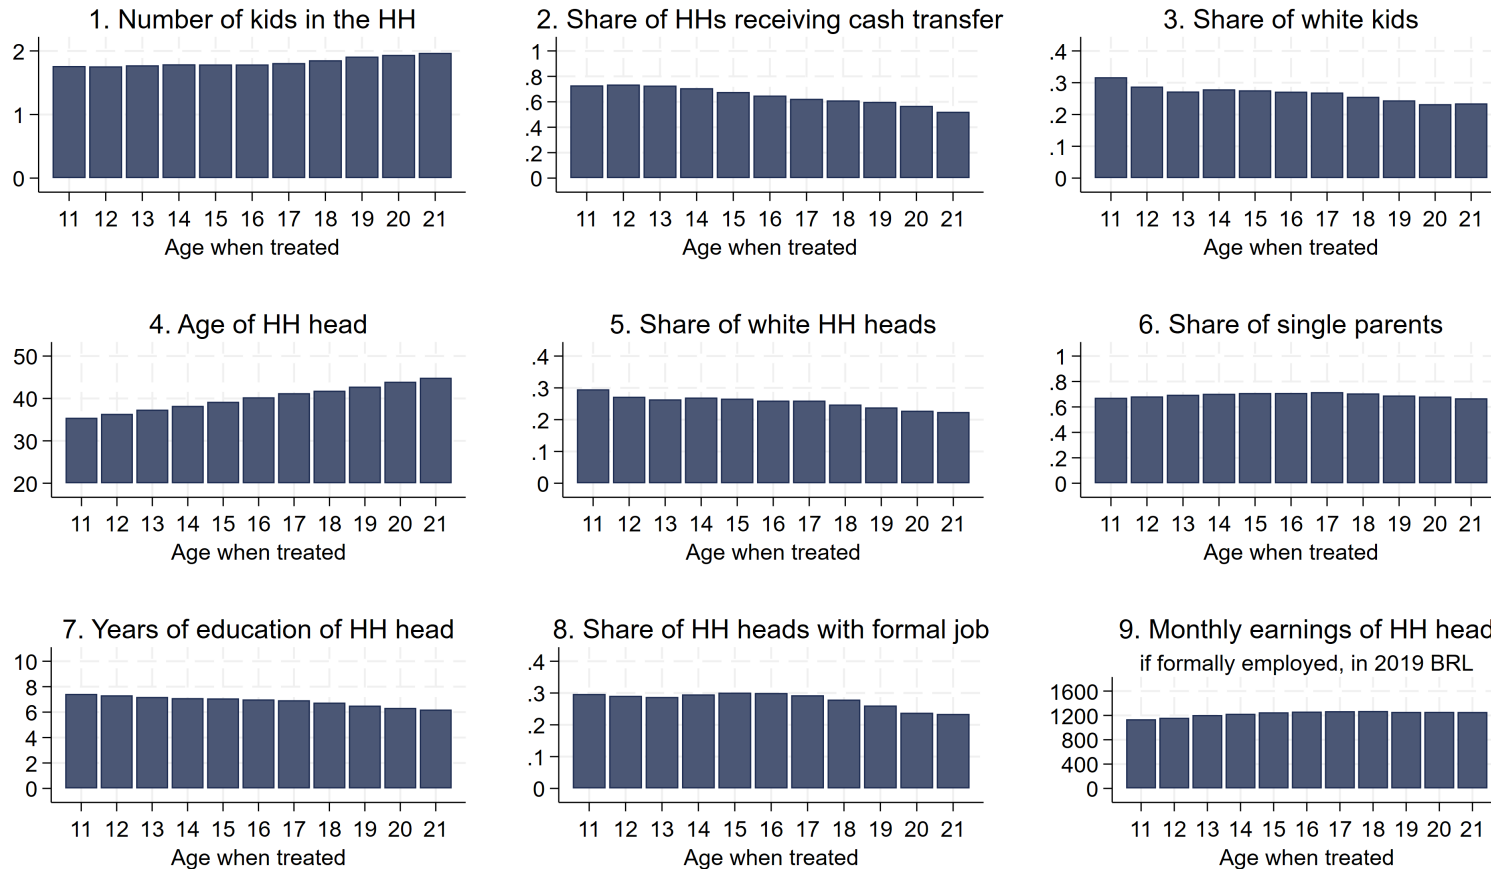 1. Number of kids in the HH
2
1
0
11 12 13 14 15 16 17 18 19 20 21
Age when treated
2. Share of HHs receiving cash transfer
1
.8
.6
.4
.2
0
11 12 13 14 15 16 17 18 19 20 21
Age when treated
3. Share of white kids
.4
.3
.2
.1
0
11 12 13 14 15 16 17 18 19 20 21
Age when treated
4. Age of HH head
50
40
30
20
11 12 13 14 15 16 17 18 19 20 21
Age when treated
5. Share of white HH heads
.4
.3
.2
.1
0
11 12 13 14 15 16 17 18 19 20 21
Age when treated
6. Share of single parents
1
.8
.6
.4
.2
0
11 12 13 14 15 16 17 18 19 20 21
Age when treated
7. Years of education of HH head
10
8
6
4
2
0
11 12 13 14 15 16 17 18 19 20 21
Age when treated
8. Share of HH heads with formal job
.4
.3
.2
.1
0
11 12 13 14 15 16 17 18 19 20 21
Age when treated
9. Monthly earnings of HH head
if formally employed, in 2019 BRL
1600
1200
800
400
0
11 12 13 14 15 16 17 18 19 20 21
Age when treated